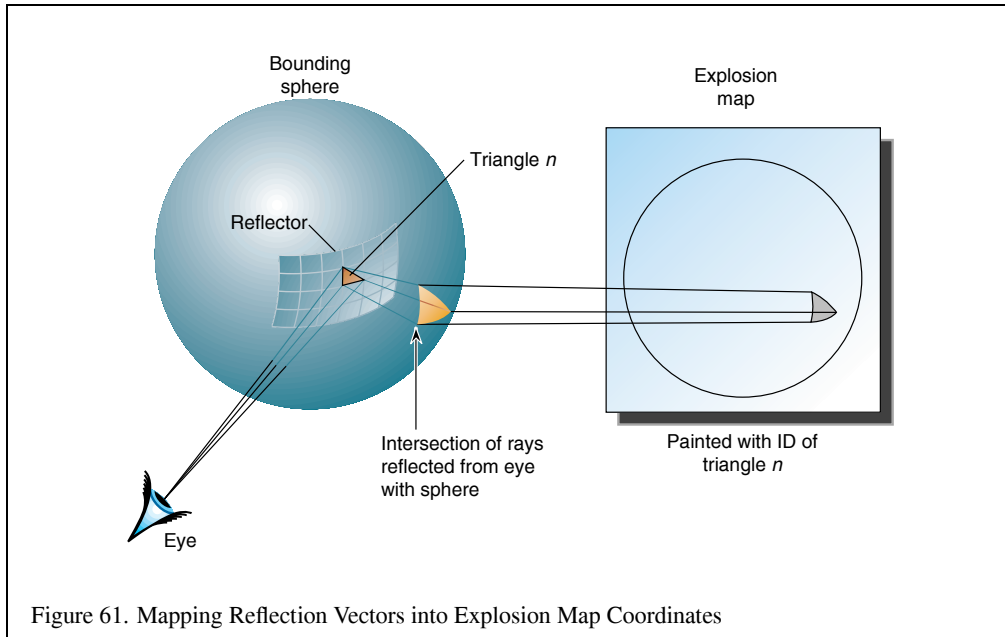 Bounding
sphere
Explosion
map
Triangle n
Reflector
Intersection of rays
reflected from eye
with sphere
Painted with ID of
triangle n
Eye
Figure 61. Mapping Reflection Vectors into Explosion Map Coordinates